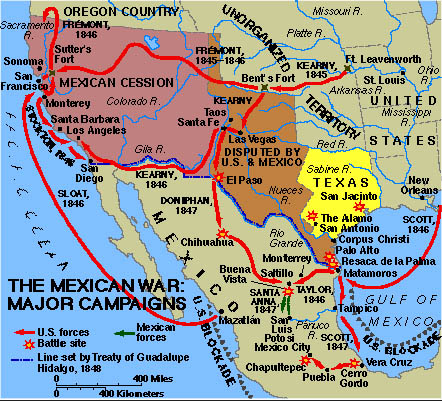 OREGON COUNTRY
Sacramento R.
FRÉMONT,
1846
UNORGANIZED
TERRITORY
Missouri R.
Platte R.
Sutter's
Fort
Sonoma
San
Francisco
Monterey
MEXICAN CESSION
FRÉMONT,
1845-1846
Bent's Fort
KEARNY,
1845
Ft. Leavenworth
St. Louis
Ohio R.
Arkansas R.
UNITED
STATES
Mississippi R.
Colorado R.
KEARNY
Taos
Santa Fe
Las Vegas
Santa Barbara
Los Angeles
STOCKTON, 1846
PACIFIC OCEAN
Gila R.
San
Diego
KEARNY,
1846
SLOAT,
1846
DISPUTED BY
U.S. & MEXICO
El Paso
Red R.
Sabine R.
TEXAS
San Jacinto
New
Orleans
Nueces R.
The Alamo
San Antonio
SCOTT,
1846
DONIPHAN,
1847
Chihuahua
MEXICO
Rio
Grande
Corpus Christi
Palo Alto
Resaca de la Palma
Matamoros
Monterrey
Buena
Vista
Saltillo
TAYLOR,
1846
SANTA
ANNA,
1847
San
Luis
Potosi
Tampico
GULF OF
MEXICO
Panuco
R.
SCOTT,
1847
U.S. BLOCKADE
Mazatlán
U.S. BLOCKADE
Mexico City
Chapultepec
Puebla
Cerro
Gordo
Vera Cruz
THE MEXICAN WAR:
MAJOR CAMPAIGNS
U.S. forces
Mexican
forces
Battle site
Line set by Treaty of Guadalupe
Hidalgo, 1848
0 400 Miles
0 400 Kilometers